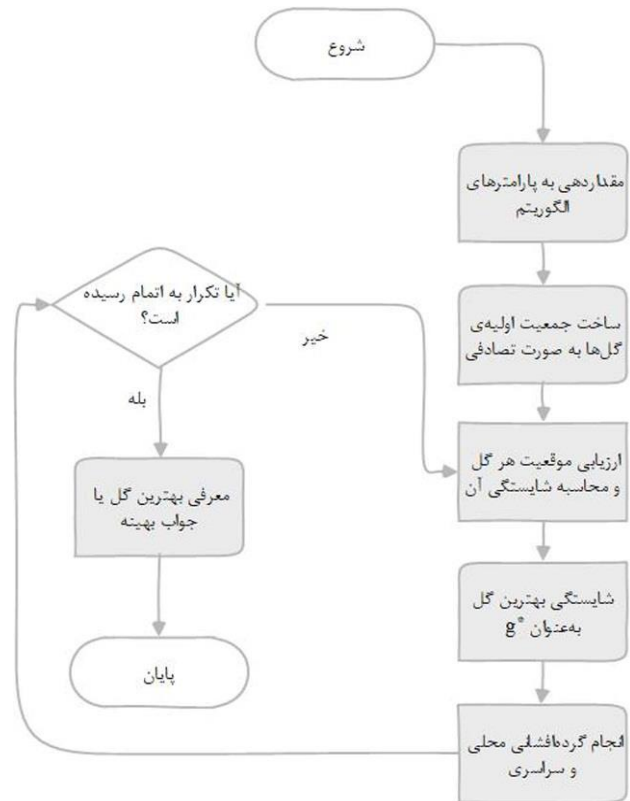 شروع
مقداردهی به پارامترهای
الگوریتم
ساخت جمعیت اولیه‌ی
گل‌ها به صورت تصادفی
ارزیابی موقعیت هر گل
و محاسبه شایستگی آن
شایستگی بهترین گل
به‌عنوان g*
انجام گرده‌افشانی محلی
و سراسری
آیا تکرار به اتمام رسیده
است؟
خیر
بله
معرفی بهترین گل یا
جواب بهینه
پایان